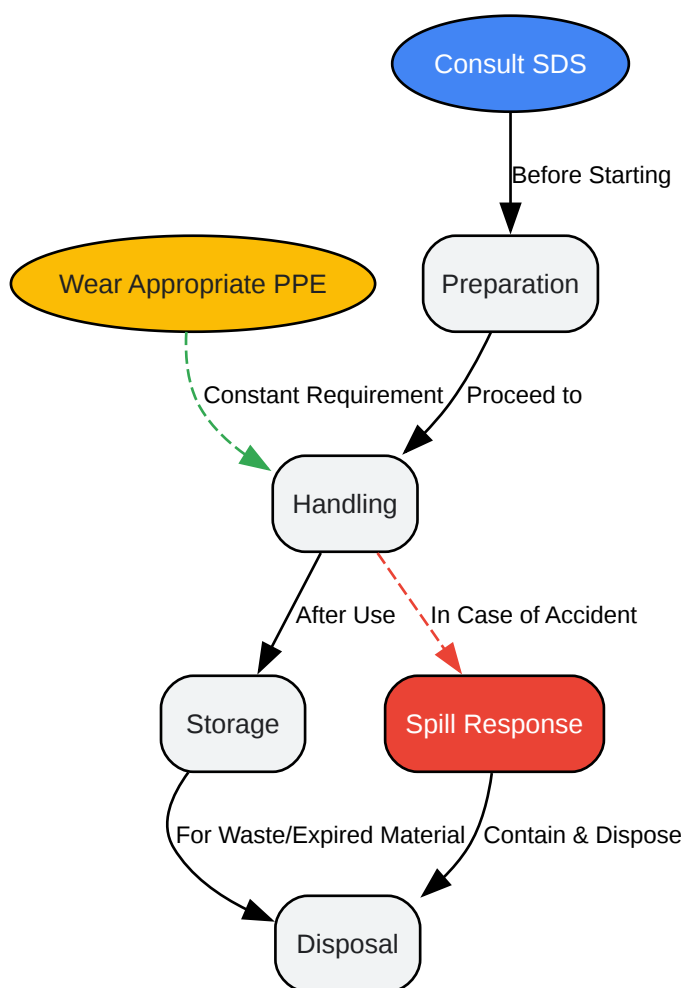 Consult SDS
Before Starting
Wear Appropriate PPE
Preparation
Constant Requirement
Proceed to
Handling
After Use
In Case of Accident
Storage
Spill Response
For Waste/Expired Material
Contain & Dispose
Disposal